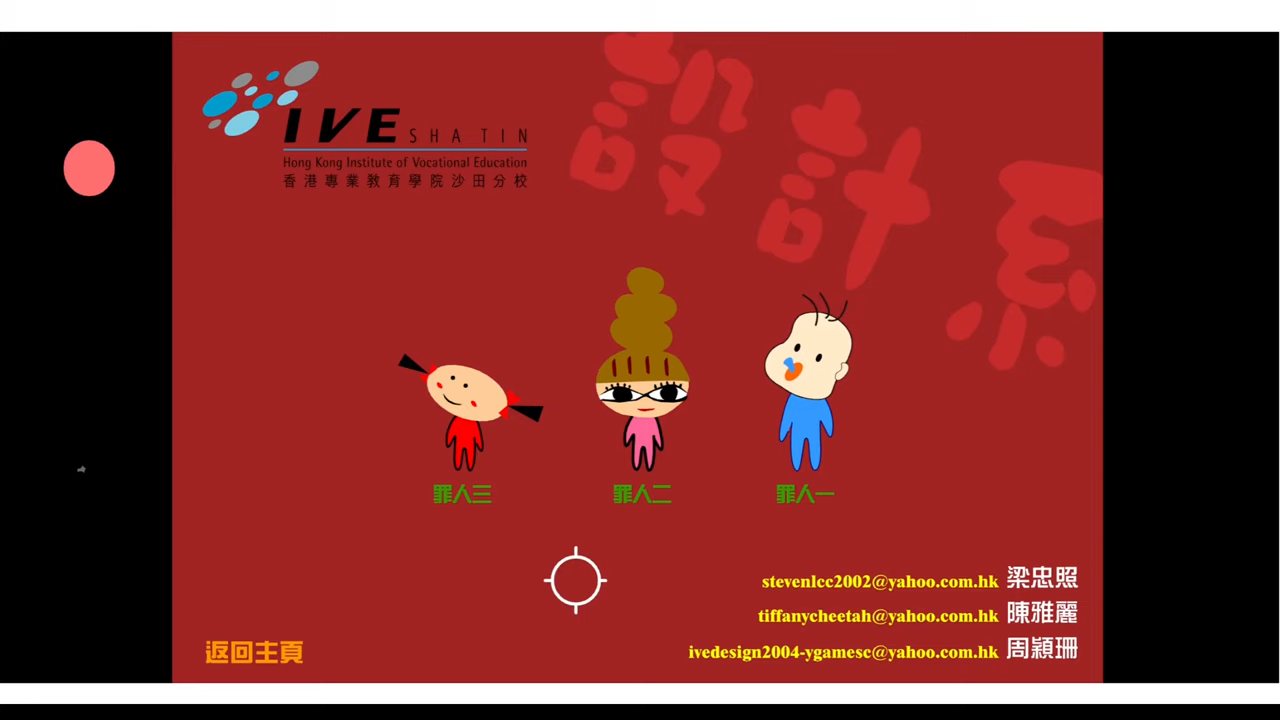 設計系
IVE SHA TIN
Hong Kong Institute of Vocational Education
香港專業教育學院沙田分校
罪人三
罪人二
罪人一
stevenlcc2002@yahoo.com.hk 梁忠照
tiffanycheetah@yahoo.com.hk 陳雅麗
ivedesign2004-ygamesc@yahoo.com.hk 周穎珊
返回主頁